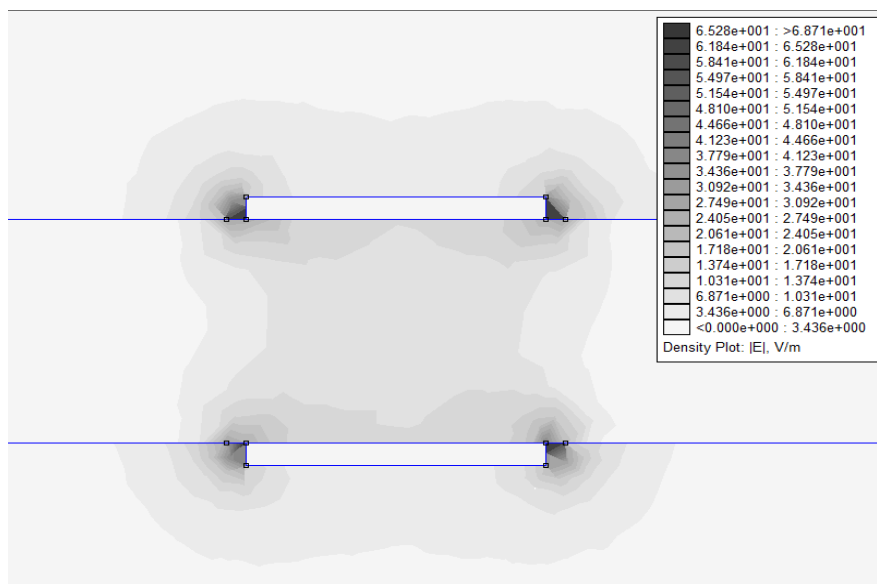 6.528e+001 : >6.871e+001
6.184e+001 : 6.528e+001
5.841e+001 : 6.184e+001
5.497e+001 : 5.841e+001
5.154e+001 : 5.497e+001
4.810e+001 : 5.154e+001
4.466e+001 : 4.810e+001
4.123e+001 : 4.466e+001
3.779e+001 : 4.123e+001
3.436e+001 : 3.779e+001
3.092e+001 : 3.436e+001
2.749e+001 : 3.092e+001
2.405e+001 : 2.749e+001
2.061e+001 : 2.405e+001
1.718e+001 : 2.061e+001
1.374e+001 : 1.718e+001
1.031e+001 : 1.374e+001
6.871e+000 : 1.031e+001
3.436e+000 : 6.871e+000
<0.000e+000 : 3.436e+000
Density Plot: |E|, V/m